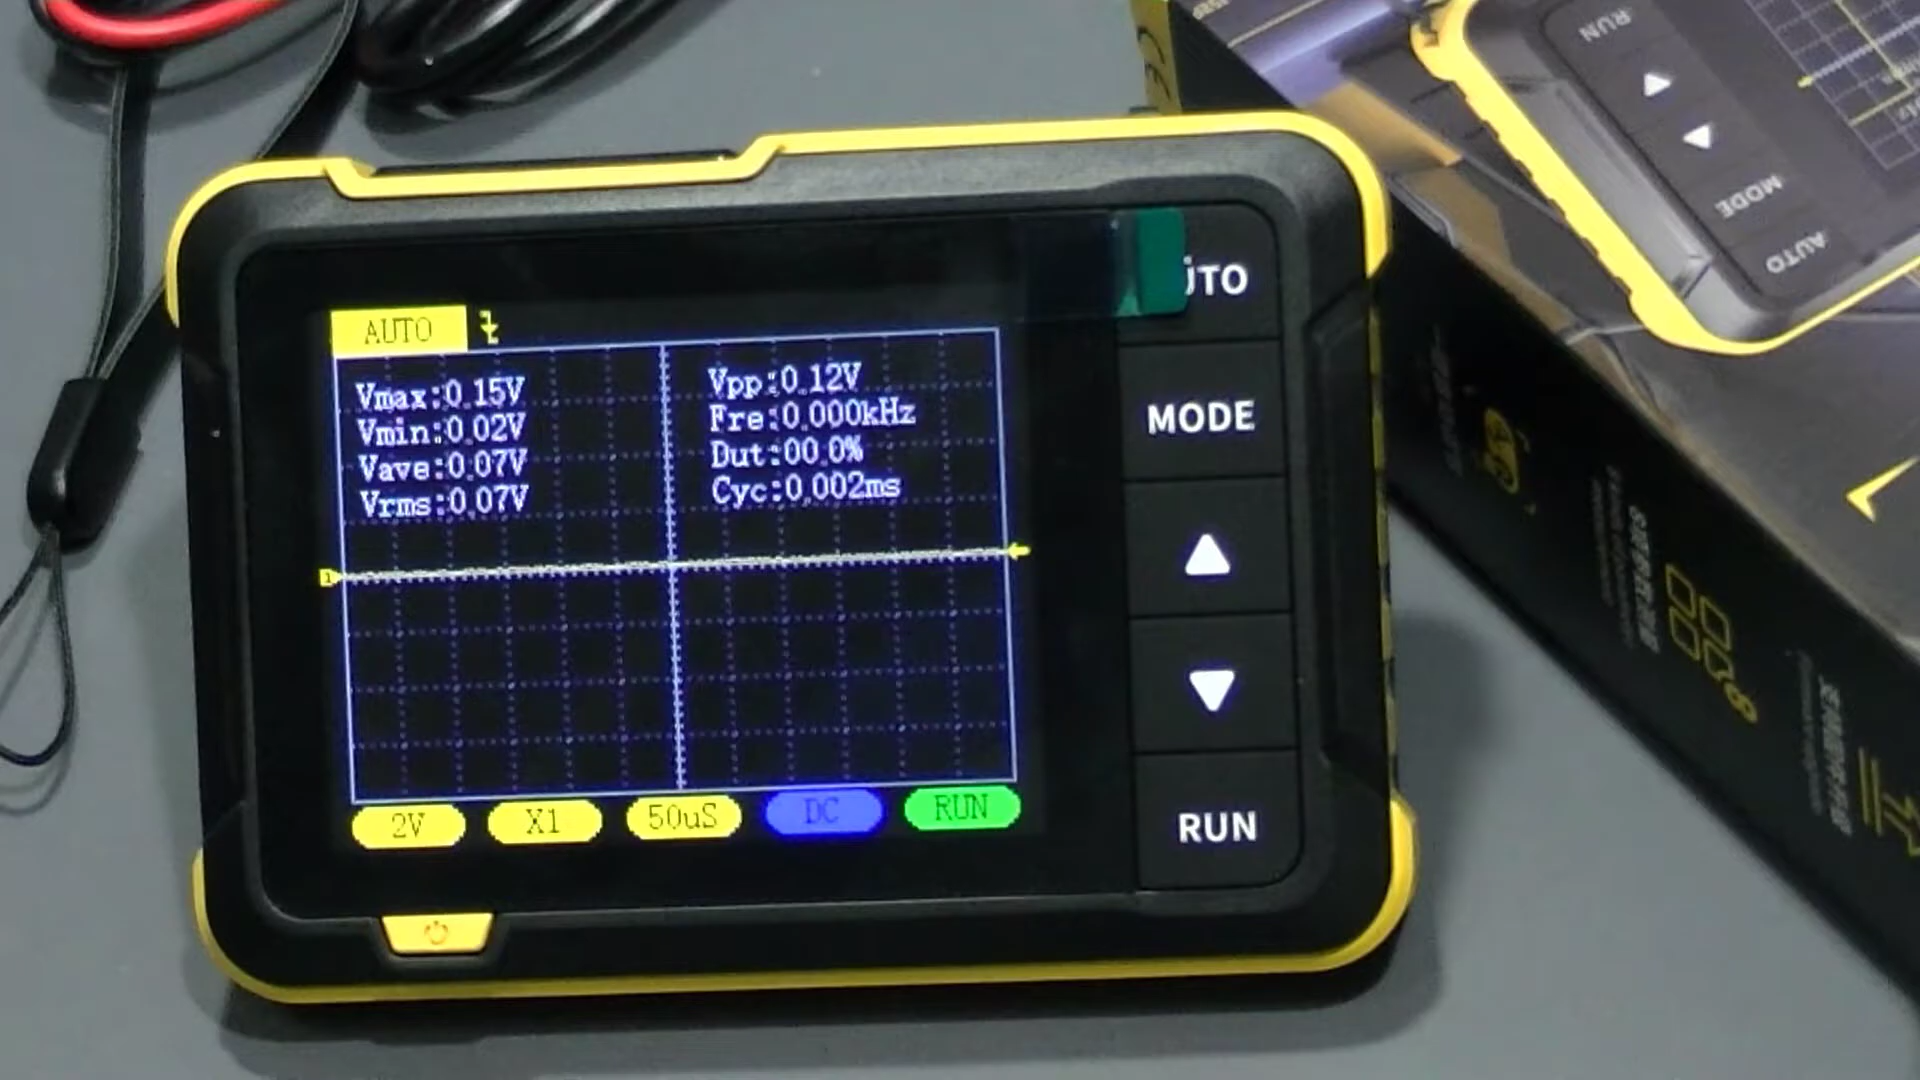 AUTO
Vmax:0.15V
Vmin:0.02V
Vave:0.07V
Vrms:0.07V
Vpp:0.12V
Fre:0.000kHz
Dut:00.0%
Cyc:0.002ms
1
2V
X1
50uS
DC
RUN
MODE
RUN
RUN
MODE
AUTO